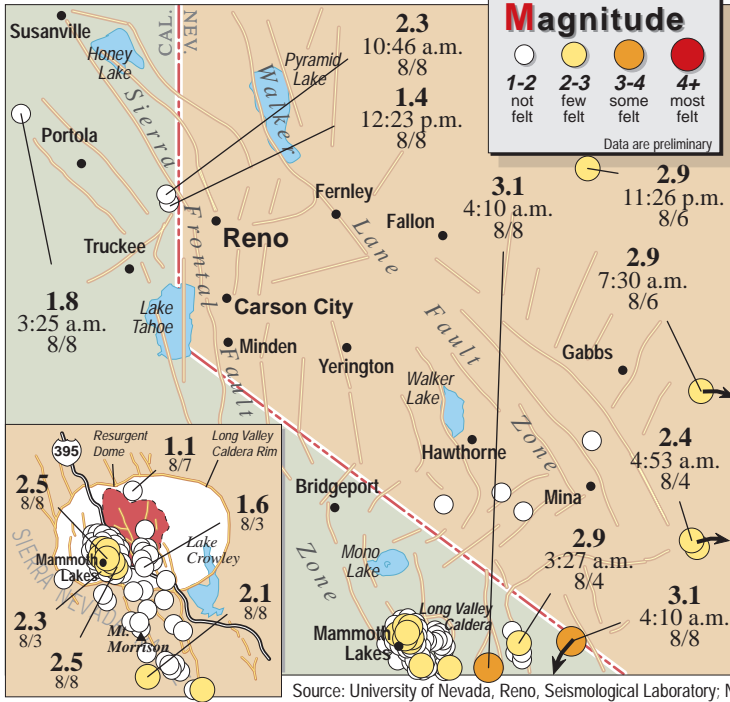 Magnitude
1-2
not
felt
2-3
few
felt
3-4
some
felt
4+
most
felt
Data are preliminary
Susanville
CAL.
NEV.
Honey
Lake
Pyramid
Lake
2.3
10:46 a.m.
8/8
1.4
12:23 p.m.
8/8
Sierra
Frontal
Fault
Zone
Walker
Lane
Fault
Zone
Portola
Fernley
Fallon
Reno
Truckee
3.1
4:10 a.m.
8/8
2.9
11:26 p.m.
8/6
2.9
7:30 a.m.
8/6
1.8
3:25 a.m.
8/8
Lake
Tahoe
Carson City
Minden
Yerington
Gabbs
Walker
Lake
Hawthorne
2.4
4:53 a.m.
8/4
Bridgeport
Mina
Mono
Lake
2.9
3:27 a.m.
8/4
3.1
4:10 a.m.
8/8
Long Valley
Caldera
Mammoth
Lakes
395
Resurgent
Dome
1.1
8/7
Long Valley
Caldera Rim
2.5
8/8
1.6
8/3
Lake
Crowley
Mammoth
Lakes
SIERRA NEVADA
2.3
8/3
2.1
8/8
Mt.
Morrison
2.5
8/8
Source: University of Nevada, Reno, Seismological Laboratory;